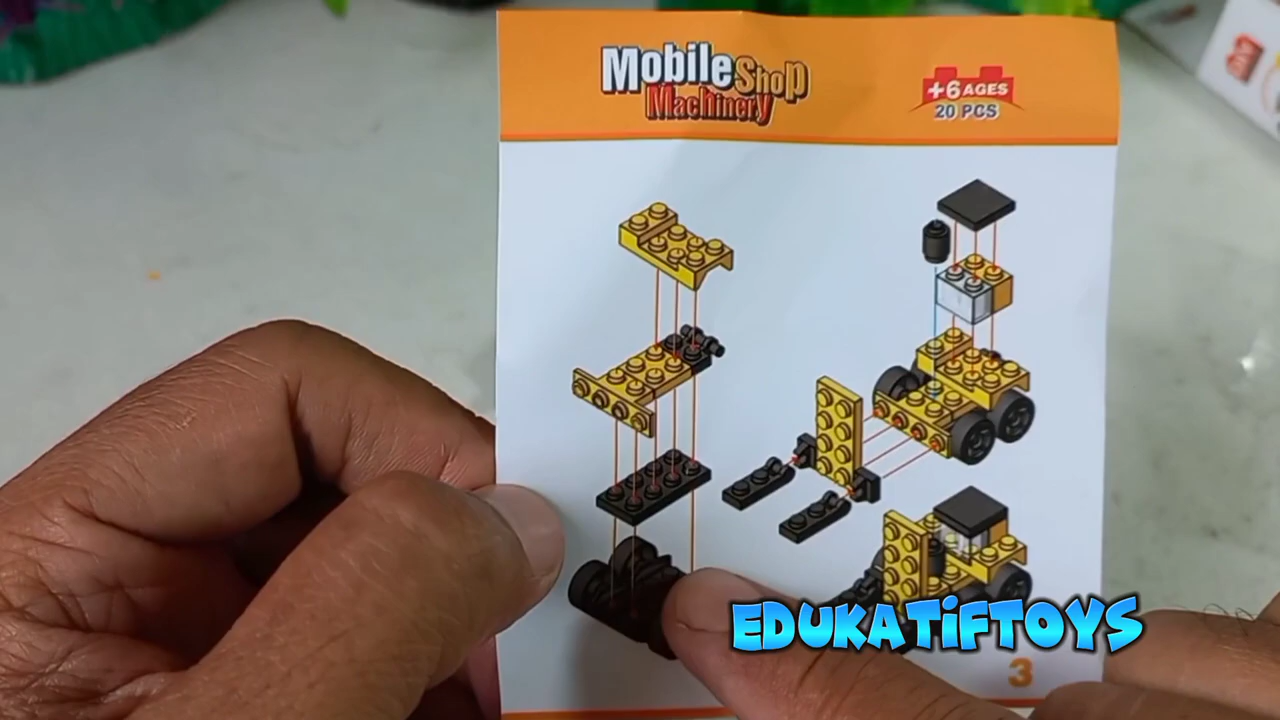 Mobile Shop
Machinery
+6 AGES
20 PCS
EDUKATIFTOYS
3